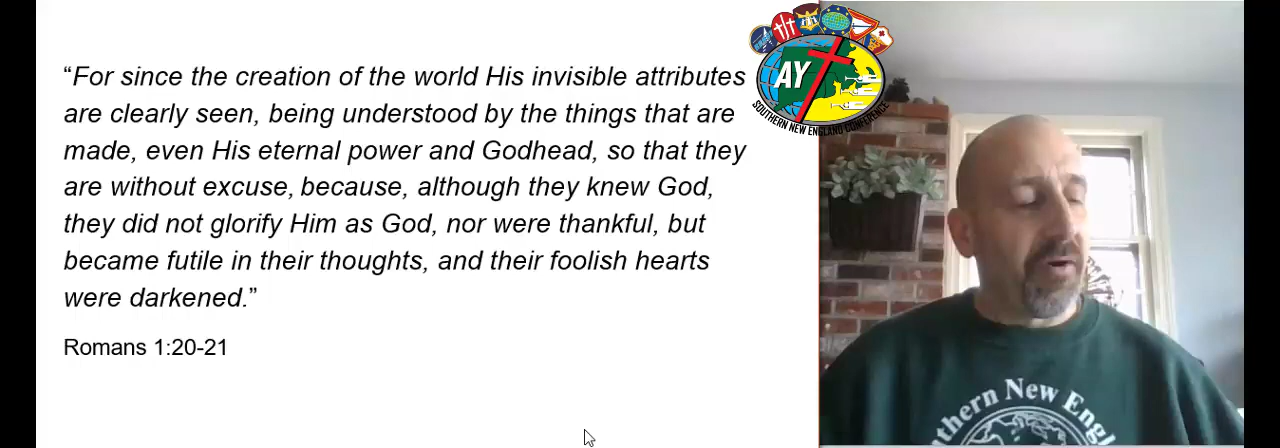 “For since the creation of the world His invisible attributes
are clearly seen, being understood by the things that are
made, even His eternal power and Godhead, so that they
are without excuse, because, although they knew God,
they did not glorify Him as God, nor were thankful, but
became futile in their thoughts, and their foolish hearts
were darkened.”
Romans 1:20-21
AY
SOUTHERN NEW ENGLAND CONFERENCE
thern New Engl